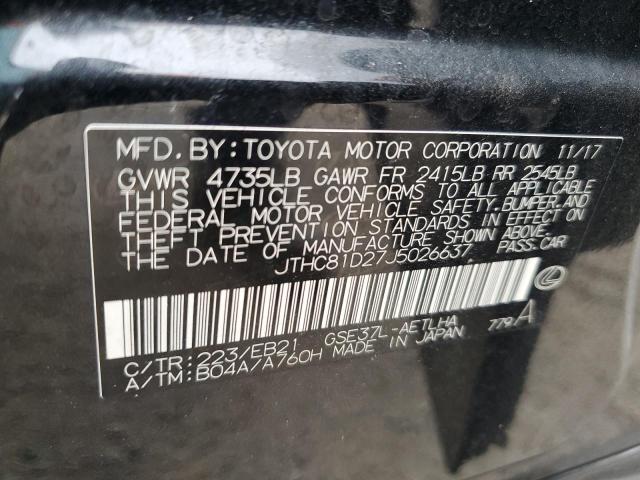 MFD. BY: TOYOTA MOTOR CORPORATION 11/17
GVWR 4735LB GAWR FR 2415LB RR 2545LB
THIS VEHICLE CONFORMS TO ALL APPLICABLE
FEDERAL MOTOR VEHICLE SAFETY, BUMPER, AND
THEFT PREVENTION STANDARDS IN EFFECT ON
THE DATE OF MANUFACTURE SHOWN ABOVE.
JTHC81D27J5026637 PASS.CAR
C/TR:223/EB21 GSE37L-AETLHA 779A
A/TM:B04A/A760H MADE IN JAPAN